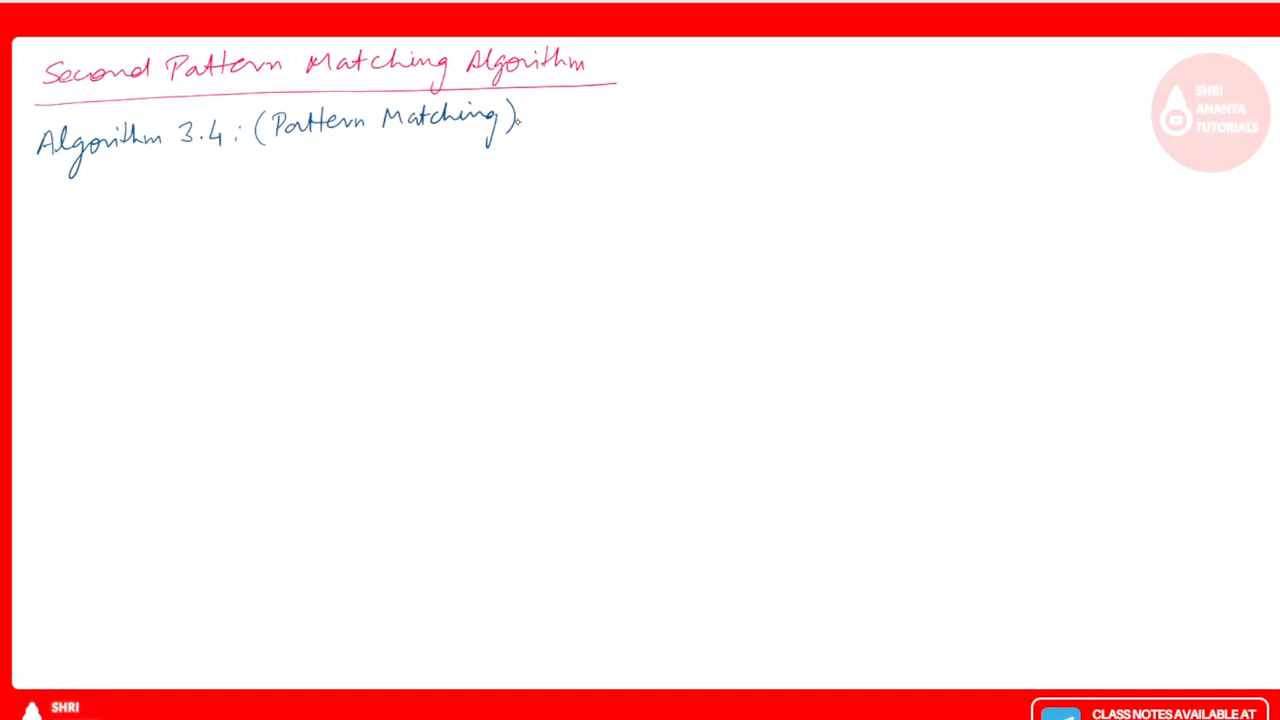 Second Pattern Matching Algorithm
Algorithm 3.4 : (Pattern Matching)
SHRI
ANANTA
TUTORIALS
SHRI
CLASS NOTES AVAILABLE AT